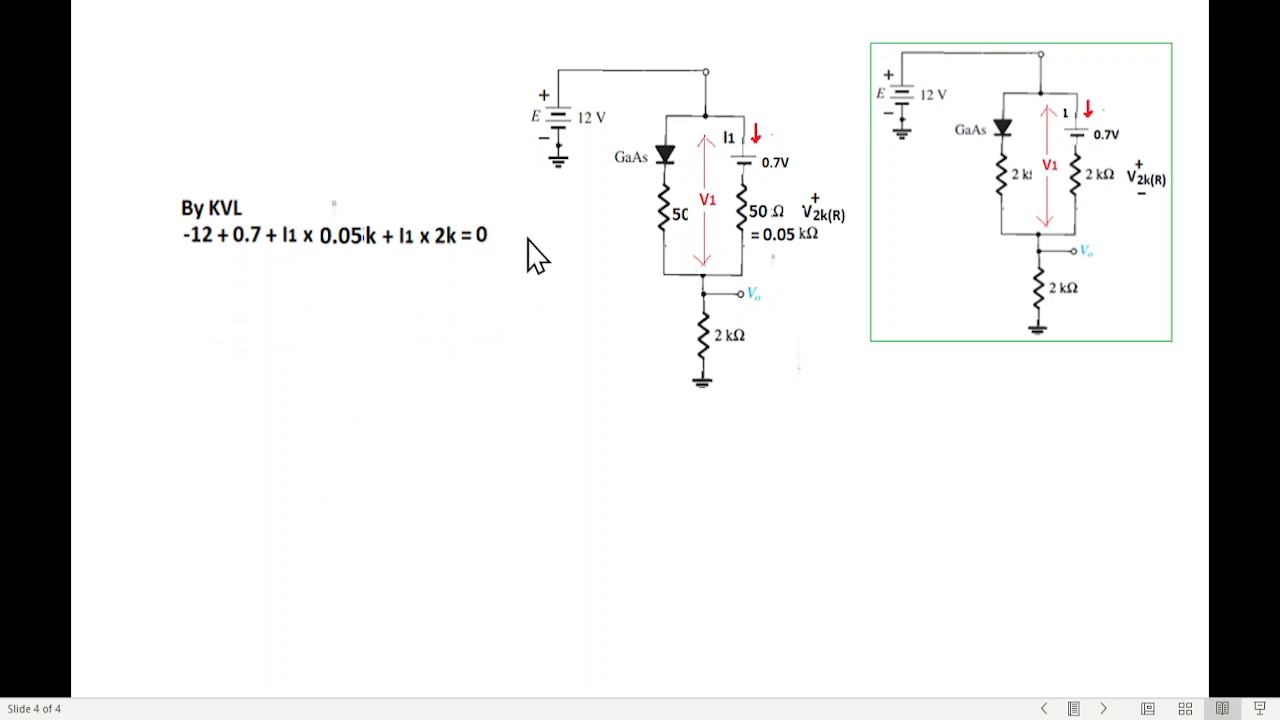 By KVL
-12 + 0.7 + I1 x 0.05k + I1 x 2k = 0
+
E
12 V
−
I1
0.7V
GaAs
V1
50
50 Ω
= 0.05 kΩ
+
V2k(R)
Vo
2 kΩ
+
E
12 V
−
I
0.7V
GaAs
V1
2 k
2 kΩ
+
V2k(R)
−
Vo
2 kΩ
Slide 4 of 4